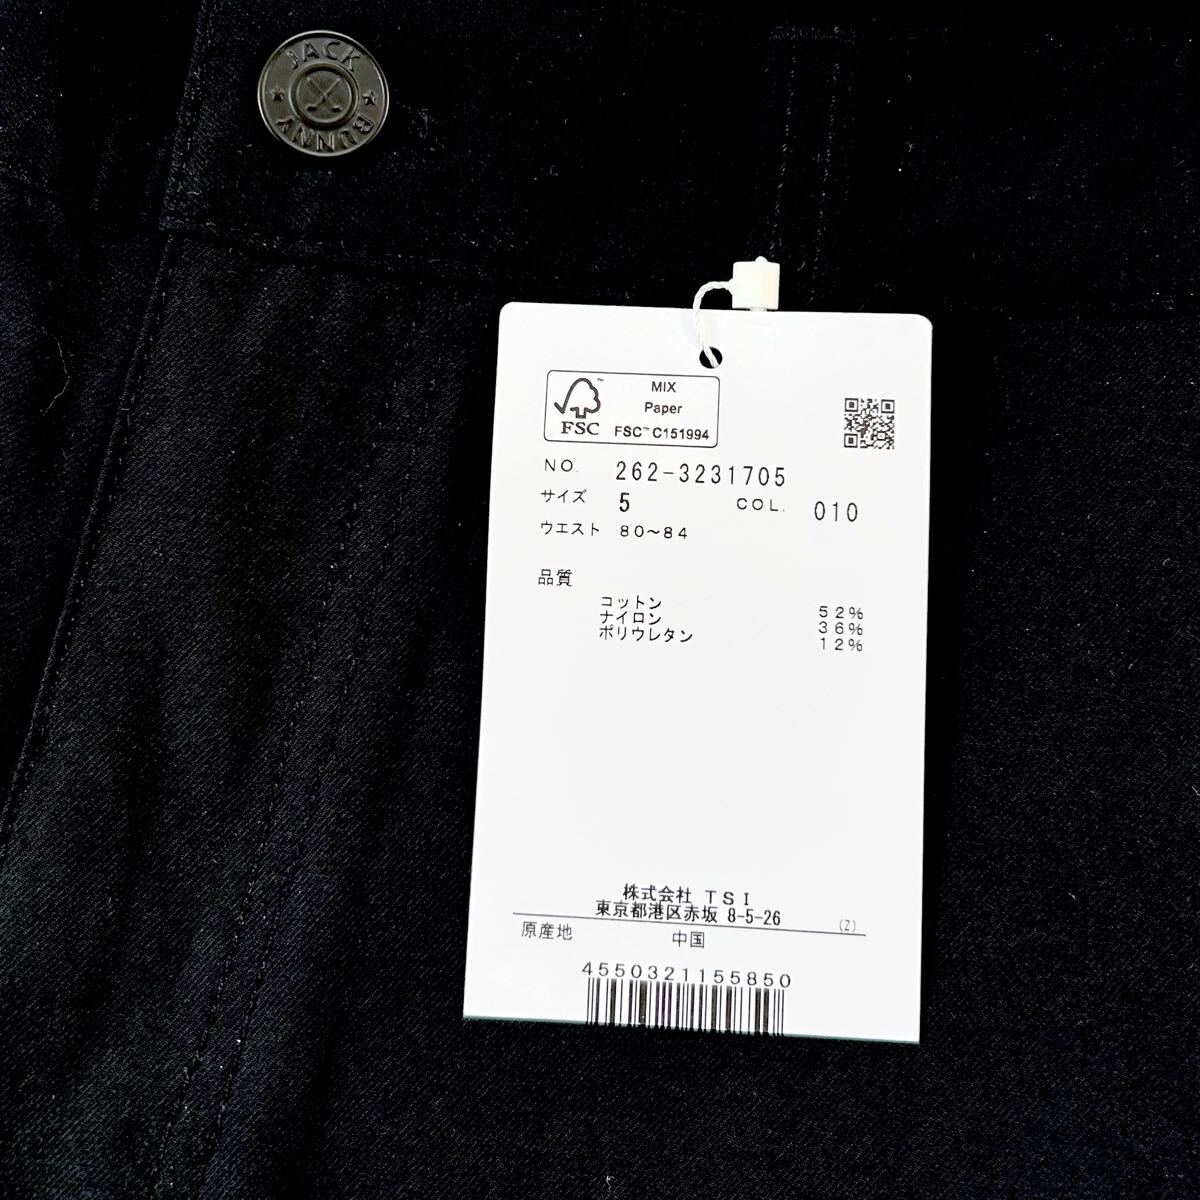 JACK
BUNNY
FSC™
MIX
Paper
FSC™ C151994
NO. 262-3231705
サイズ 5 COL. 010
ウエスト 80～84
品質
コットン 52%
ナイロン 36%
ポリウレタン 12%
株式会社 TSI
東京都港区赤坂 8-5-26
(Z)
原産地 中国
4550321155850